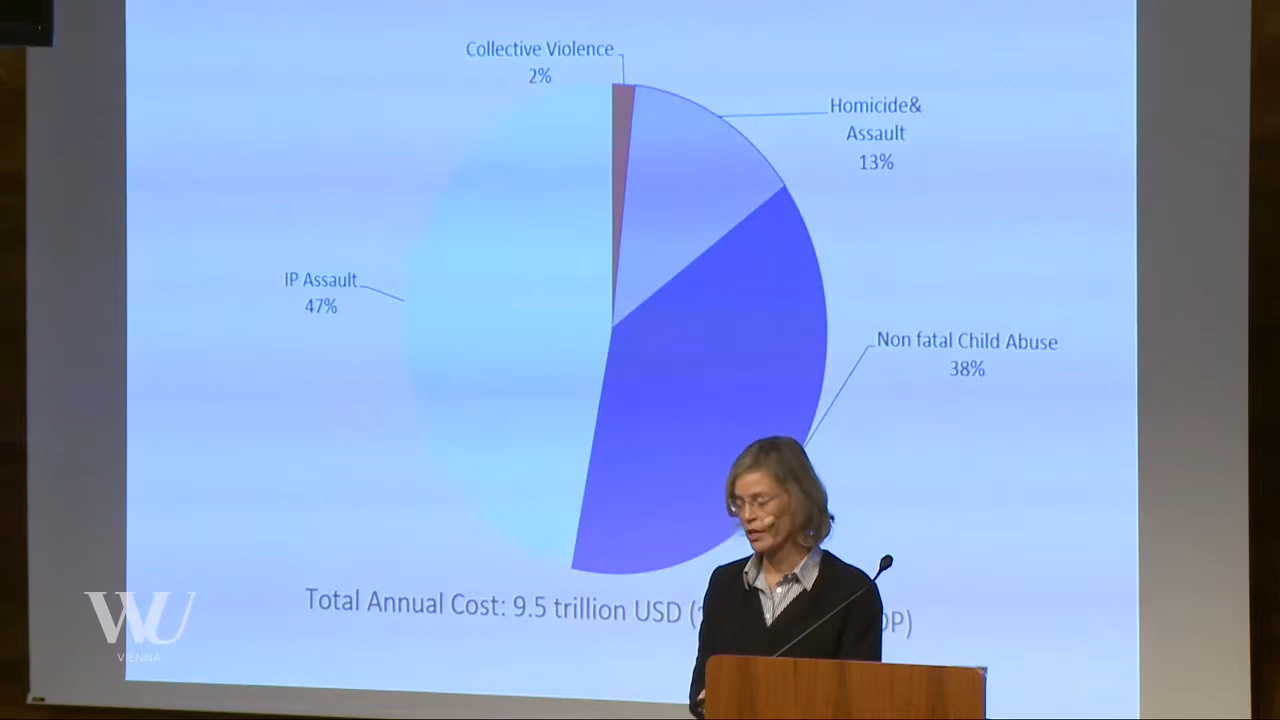 Collective Violence
2%
Homicide&
Assault
13%
IP Assault
47%
Non fatal Child Abuse
38%
Total Annual Cost: 9.5 trillion USD (
DP)
WU
VIENNA